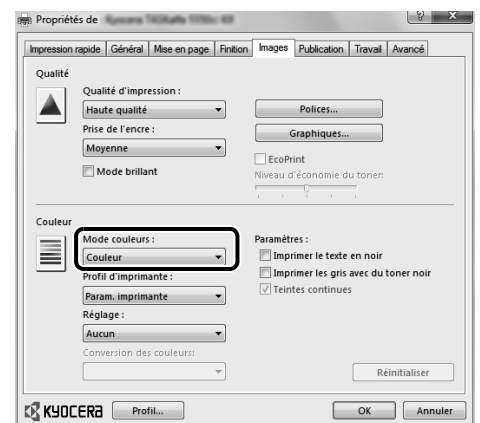 Propriétés de
Impression rapide Général Mise en page Finition Images Publication Travail Avancé
Qualité
Qualité d'impression :
Haute qualité
Polices...
Prise de l'encre :
Graphiques...
Moyenne
EcoPrint
Mode brillant
Niveau d'économie du toner:
Couleur
Mode couleurs :
Paramètres :
Couleur
Imprimer le texte en noir
Profil d'imprimante :
Imprimer les gris avec du toner noir
Param. imprimante
Teintes continues
Réglage :
Aucun
Conversion des couleurs:
Réinitialiser
KYOCERA Profil... OK Annuler